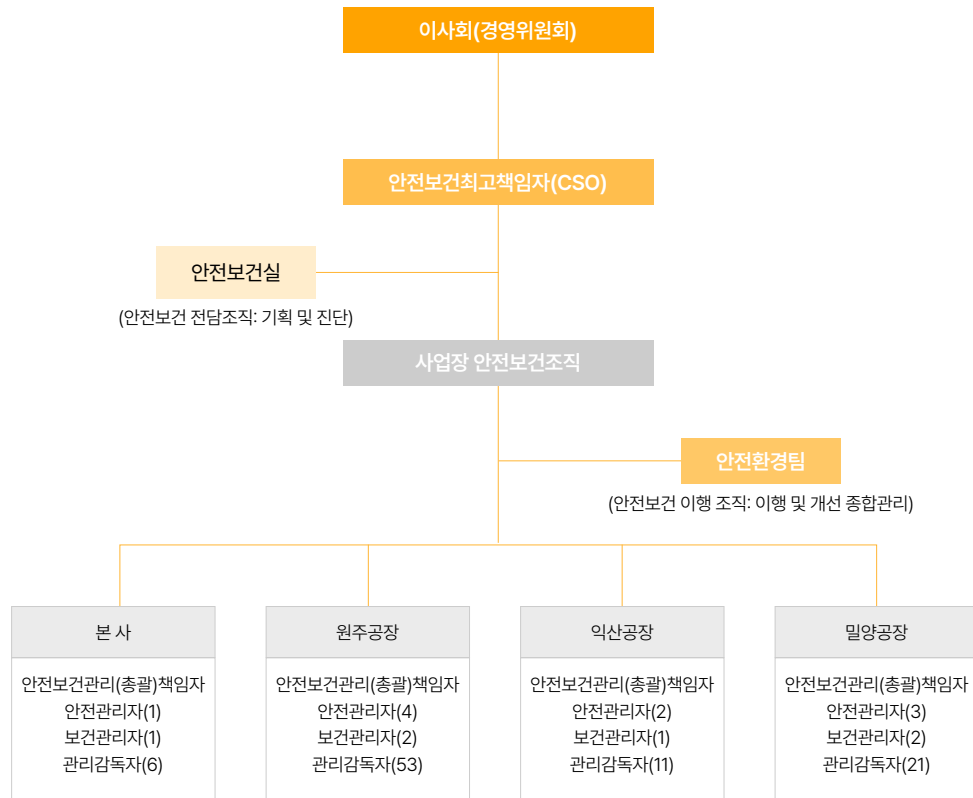 이사회(경영위원회)
안전보건최고책임자(CSO)
안전보건실
(안전보건 전담조직: 기획 및 진단)
사업장 안전보건조직
안전환경팀
(안전보건 이행 조직: 이행 및 개선 종합관리)
본 사
안전보건관리(총괄)책임자
안전관리자(1)
보건관리자(1)
관리감독자(6)
원주공장
안전보건관리(총괄)책임자
안전관리자(4)
보건관리자(2)
관리감독자(53)
익산공장
안전보건관리(총괄)책임자
안전관리자(2)
보건관리자(1)
관리감독자(11)
밀양공장
안전보건관리(총괄)책임자
안전관리자(3)
보건관리자(2)
관리감독자(21)